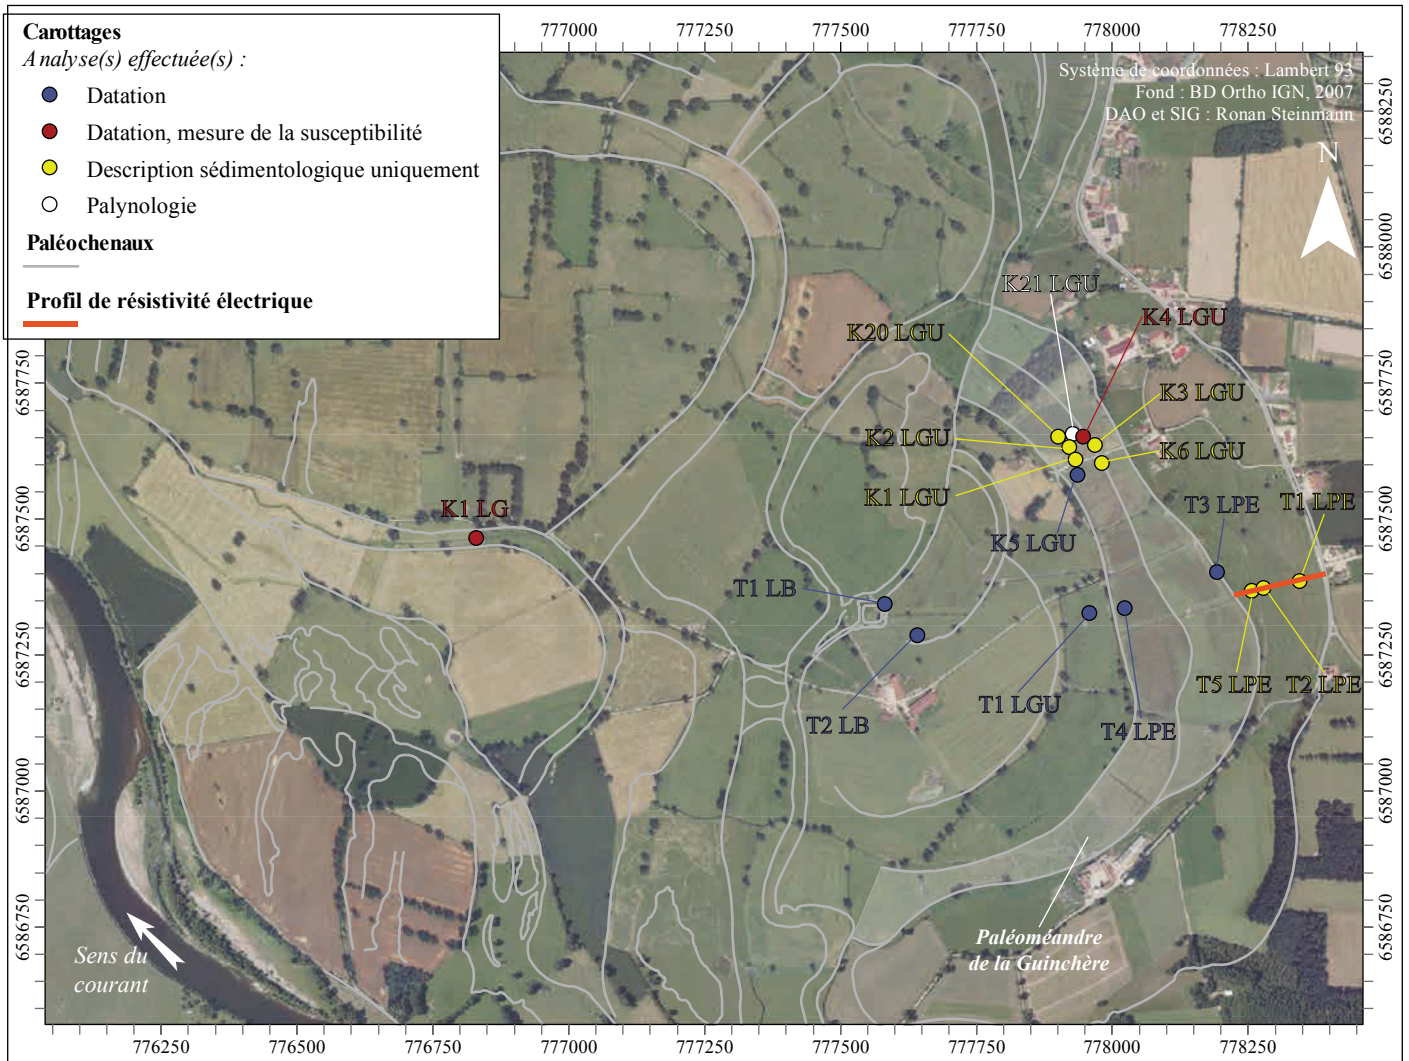 Carottages
Analyse(s) effectuée(s) :
Datation
Datation, mesure de la susceptibilité
Description sédimentologique uniquement
Palynologie
Paléochenaux
Profil de résistivité électrique
777000
777250
777500
777750
778000
778250
Système de coordonnées : Lambert 93
Fond : BD Ortho IGN, 2007
DAO et SIG : Ronan Steinmann
N
6588250
6588000
6587750
6587500
6587250
6587000
6586750
6587750
6587500
6587250
6587000
6586750
K21 LGU
K20 LGU
K4 LGU
K3 LGU
K2 LGU
K6 LGU
K1 LGU
K5 LGU
K1 LG
T3 LPE
T1 LPE
T1 LB
T2 LB
T1 LGU
T4 LPE
T5 LPE
T2 LPE
Paléoméandre
de la Guinchère
Sens du
courant
776250
776500
776750
777000
777250
777500
777750
778000
778250